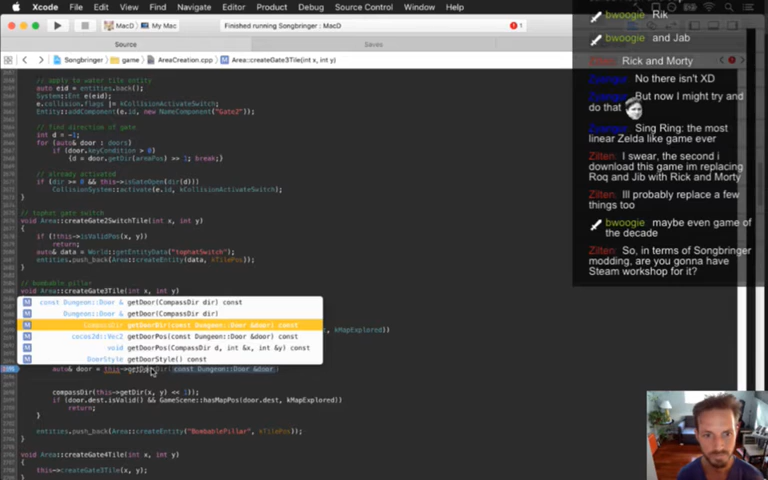 Xcode File Edit View Find Navigate Editor Product Debug Source Control Window Help
MacD My Mac Finished running Songbringer : MacD 1
Source Saves
Songbringer game AreaCreation.cpp Area::createGate3Tile(int x, int y)
// apply to water tile entity
auto eid = entities.back();
System::Ent e(eid);
e.collision.flags |= kCollisionActivateSwitch;
Entity::addComponent(e.id, new NameComponent("Gate2"));
// find direction of gate
int d = -1;
for (auto& door : doors)
if (door.keyCondition > 0)
{d = door.getDir(areaPos) >> 1; break;}
// already activated
if (dir >= 0 && this->isGateOpen(dir(d)))
CollisionSystem::activate(e.id, kCollisionActivateSwitch);
}
// tophat gate switch
void Area::createGate2SwitchTile(int x, int y)
{
if (!this->isValidPos(x, y))
return;
auto& data = World::getEntityData("tophatSwitch");
entities.push_back(Area::createEntity(data, kTilePos));
}
// bombable pillar
void Area::createGate3Tile(int x, int y)
M const Dungeon::Door & getDoor(CompassDir dir) const
M Dungeon::Door & getDoor(CompassDir dir)
M CompassDir getDoorDir(const Dungeon::Door &door) const
M cocos2d::Vec2 getDoorPos(const Dungeon::Door &door) const
M void getDoorPos(CompassDir d, int &x, int &y) const
M DoorStyle getDoorStyle() const
kMapExplored)
auto& door = this->getDoorDir(const Dungeon::Door &door)
compassDir(this->getDir(x, y) << 1));
if (door.dest.isValid() && GameScene::hasMapPos(door.dest, kMapExplored))
return;
}
entities.push_back(Area::createEntity("BombablePillar", kTilePos));
}
void Area::createGate4Tile(int x, int y)
{
this->createGate3Tile(x, y);
}
bwoogie: Rik
bwoogie: and Jab
Rick and Morty
No there isn't XD
But now I might try and
do that
Sing Ring: the most
linear Zelda like game ever
Zilten: I swear, the second i
download this game im replacing
Roq and Jib with Rick and Morty
Zilten: Ill probably replace a few
things too
bwoogie: maybe even game of
the decade
Zilten: So, in terms of Songbringer
modding, are you gonna have
Steam workshop for it?